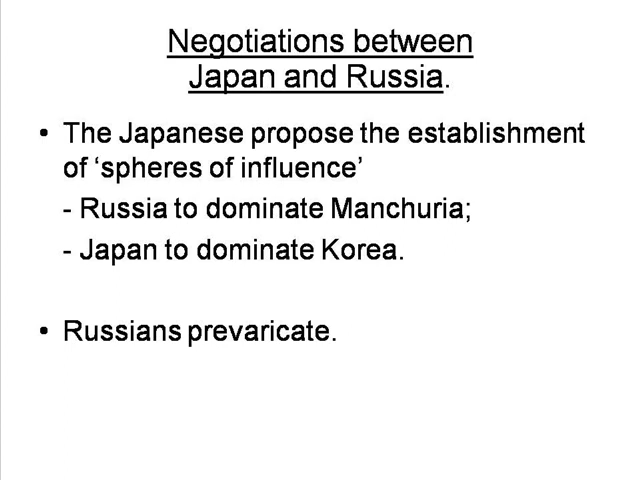 Negotiations between
Japan and Russia.
• The Japanese propose the establishment
of ‘spheres of influence’
- Russia to dominate Manchuria;
- Japan to dominate Korea.
• Russians prevaricate.